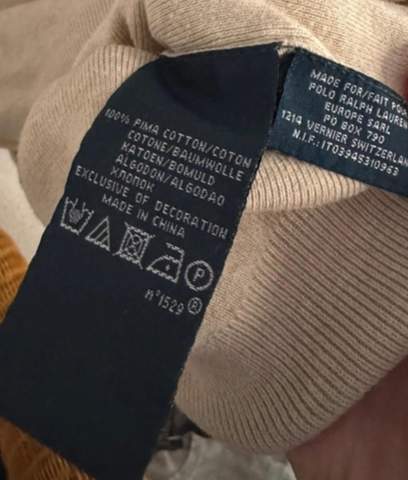 100% PIMA COTTON/COTON
COTONE/BAUMWOLLE
KATOEN/BOMULD
ALGODON/ALGODAO
ХЛОПОК
EXCLUSIVE OF DECORATION
MADE IN CHINA
P
n°1529 ®
MADE FOR/FAIT POUR
POLO RALPH LAUREN
EUROPE SARL
PO BOX 790
1214 VERNIER SWITZERLAND
N.I.F.:IT03945310963